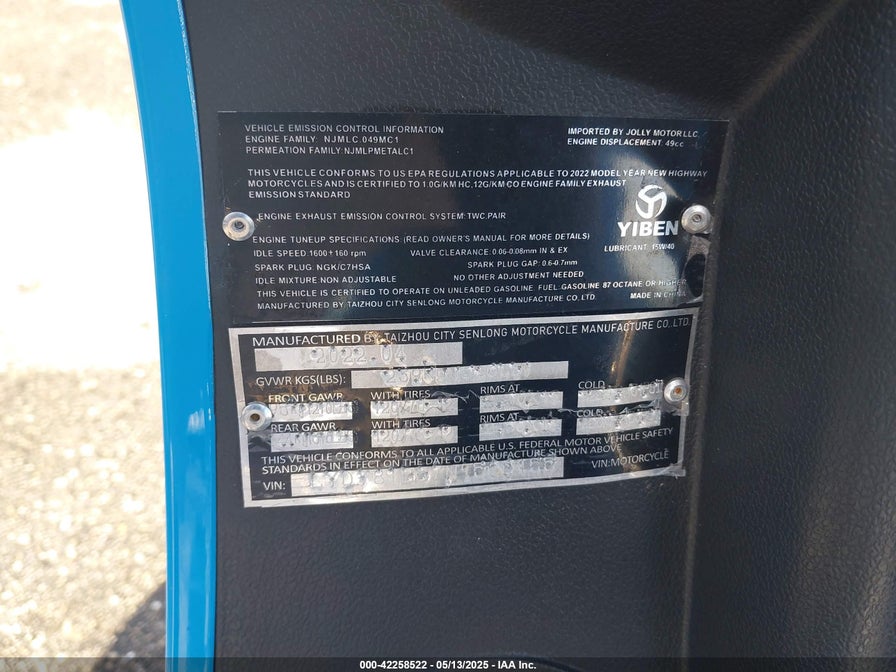 VEHICLE EMISSION CONTROL INFORMATION
ENGINE FAMILY: NJMLC.049MC1
PERMEATION FAMILY:NJMLPMETALC1
IMPORTED BY JOLLY MOTOR LLC.
ENGINE DISPLACEMENT: 49cc
THIS VEHICLE CONFORMS TO US EPA REGULATIONS APPLICABLE TO 2022 MODEL YEAR NEW HIGHWAY
MOTORCYCLES AND IS CERTIFIED TO 1.0G/KM HC,12G/KM CO ENGINE FAMILY EXHAUST
EMISSION STANDARD
ENGINE EXHAUST EMISSION CONTROL SYSTEM: TWC.PAIR
YIBEN
LUBRICANT: 15W/40
ENGINE TUNEUP SPECIFICATIONS (READ OWNER'S MANUAL FOR MORE DETAILS)
IDLE SPEED:1600±160 rpm VALVE CLEARANCE: 0.06-0.08mm IN & EX
SPARK PLUG: NGK/C7HSA SPARK PLUG GAP: 0.6-0.7mm
IDLE MIXTURE NON ADJUSTABLE NO OTHER ADJUSTMENT NEEDED
THIS VEHICLE IS CERTIFIED TO OPERATE ON UNLEADED GASOLINE. FUEL:GASOLINE 87 OCTANE OR HIGHER
MANUFACTURED BY TAIZHOU CITY SENLONG MOTORCYCLE MANUFACTURE CO.,LTD. MADE IN CHINA
MANUFACTURED BY TAIZHOU CITY SENLONG MOTORCYCLE MANUFACTURE CO.,LTD.
2022.04
GVWR KGS(LBS):
FRONT GAWR WITH TIRES RIMS AT COLD
REAR GAWR WITH TIRES RIMS AT COLD
THIS VEHICLE CONFORMS TO ALL APPLICABLE U.S. FEDERAL MOTOR VEHICLE SAFETY
STANDARDS IN EFFECT ON THE DATE OF MANUFACTURE SHOWN ABOVE
VIN: VIN:MOTORCYCLE
000-42258522 - 05/13/2025 - IAA Inc.